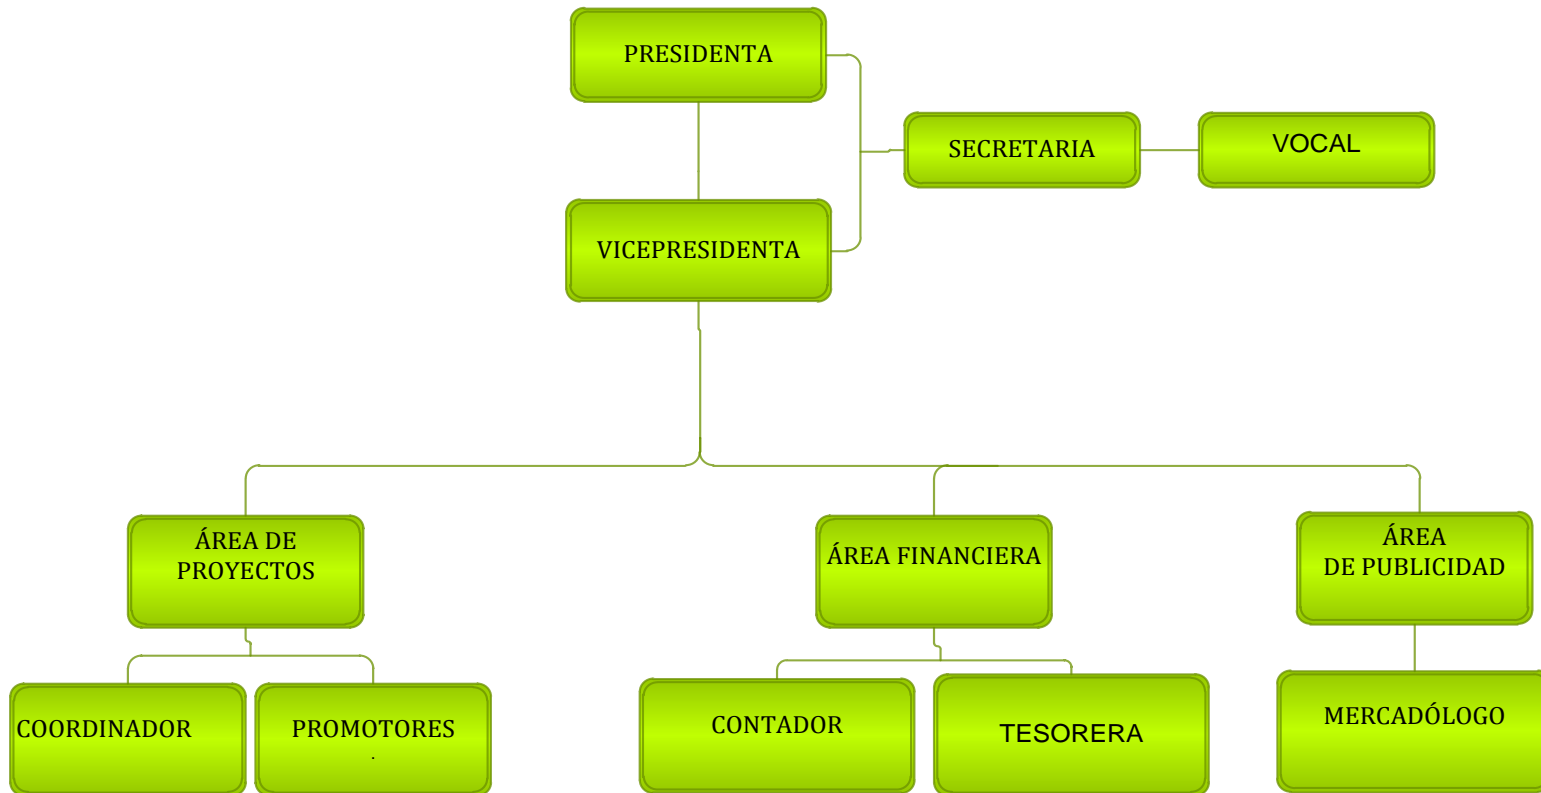 PRESIDENTA
SECRETARIA
VOCAL
VICEPRESIDENTA
ÁREA DE
PROYECTOS
ÁREA FINANCIERA
ÁREA
DE PUBLICIDAD
COORDINADOR
PROMOTORES
.
CONTADOR
TESORERA
MERCADÓLOGO